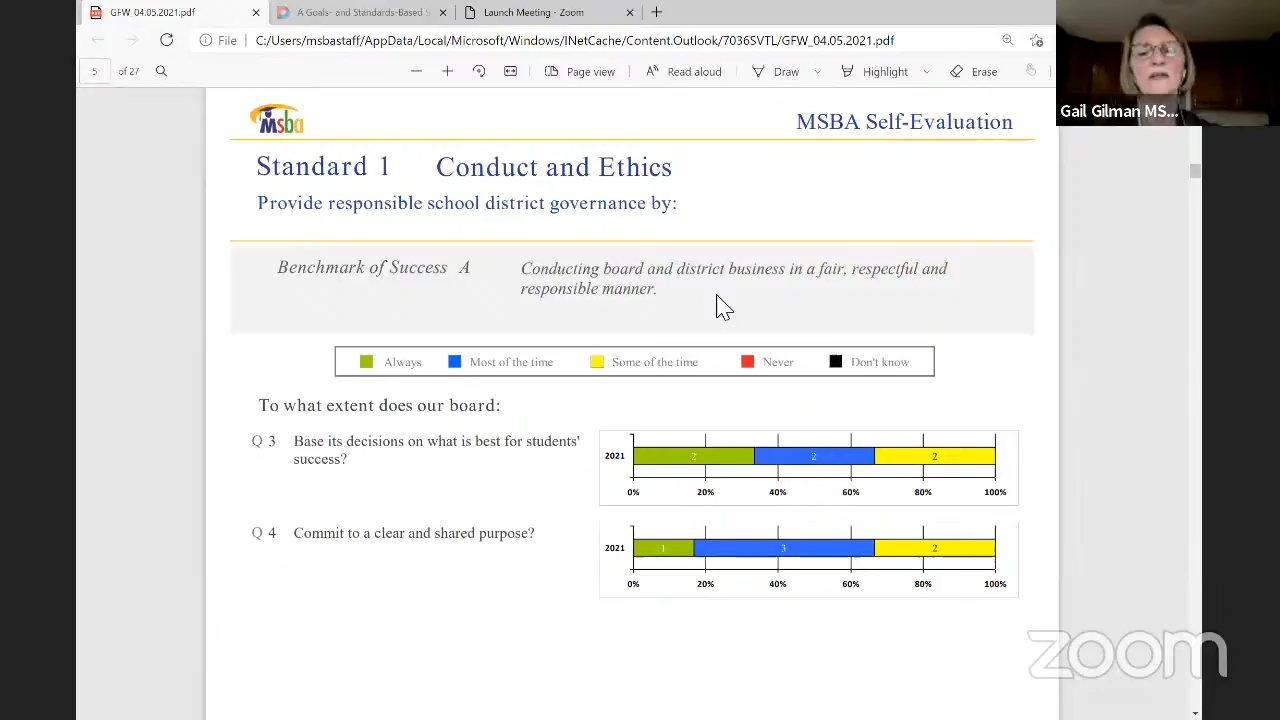 GFW_04.05.2021.pdf
A Goals- and Standards-Based S
Launch Meeting - Zoom
File
C:/Users/msbastaff/AppData/Local/Microsoft/Windows/INetCache/Content.Outlook/7036SVTL/GFW_04.05.2021.pdf
5 of 27
Page view
Read aloud
Draw
Highlight
Erase
Gail Gilman MS...
msba
MSBA Self-Evaluation
Standard 1 Conduct and Ethics
Provide responsible school district governance by:
Benchmark of Success A
Conducting board and district business in a fair, respectful and
responsible manner.
Always Most of the time Some of the time Never Don't know
To what extent does our board:
Q 3 Base its decisions on what is best for students'
success?
2021 2 2 2
0% 20% 40% 60% 80% 100%
Q 4 Commit to a clear and shared purpose?
2021 1 3 2
0% 20% 40% 60% 80% 100%
zoom